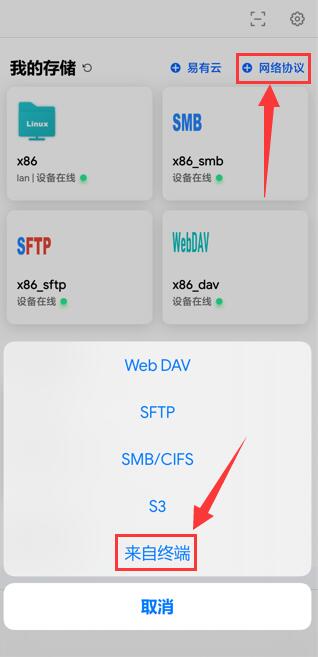 我的存储
易有云
网络协议
Linux
x86
lan | 设备在线
SMB
x86_smb
设备在线
SFTP
x86_sftp
设备在线
WebDAV
x86_dav
设备在线
Web DAV
SFTP
SMB/CIFS
S3
来自终端
取消